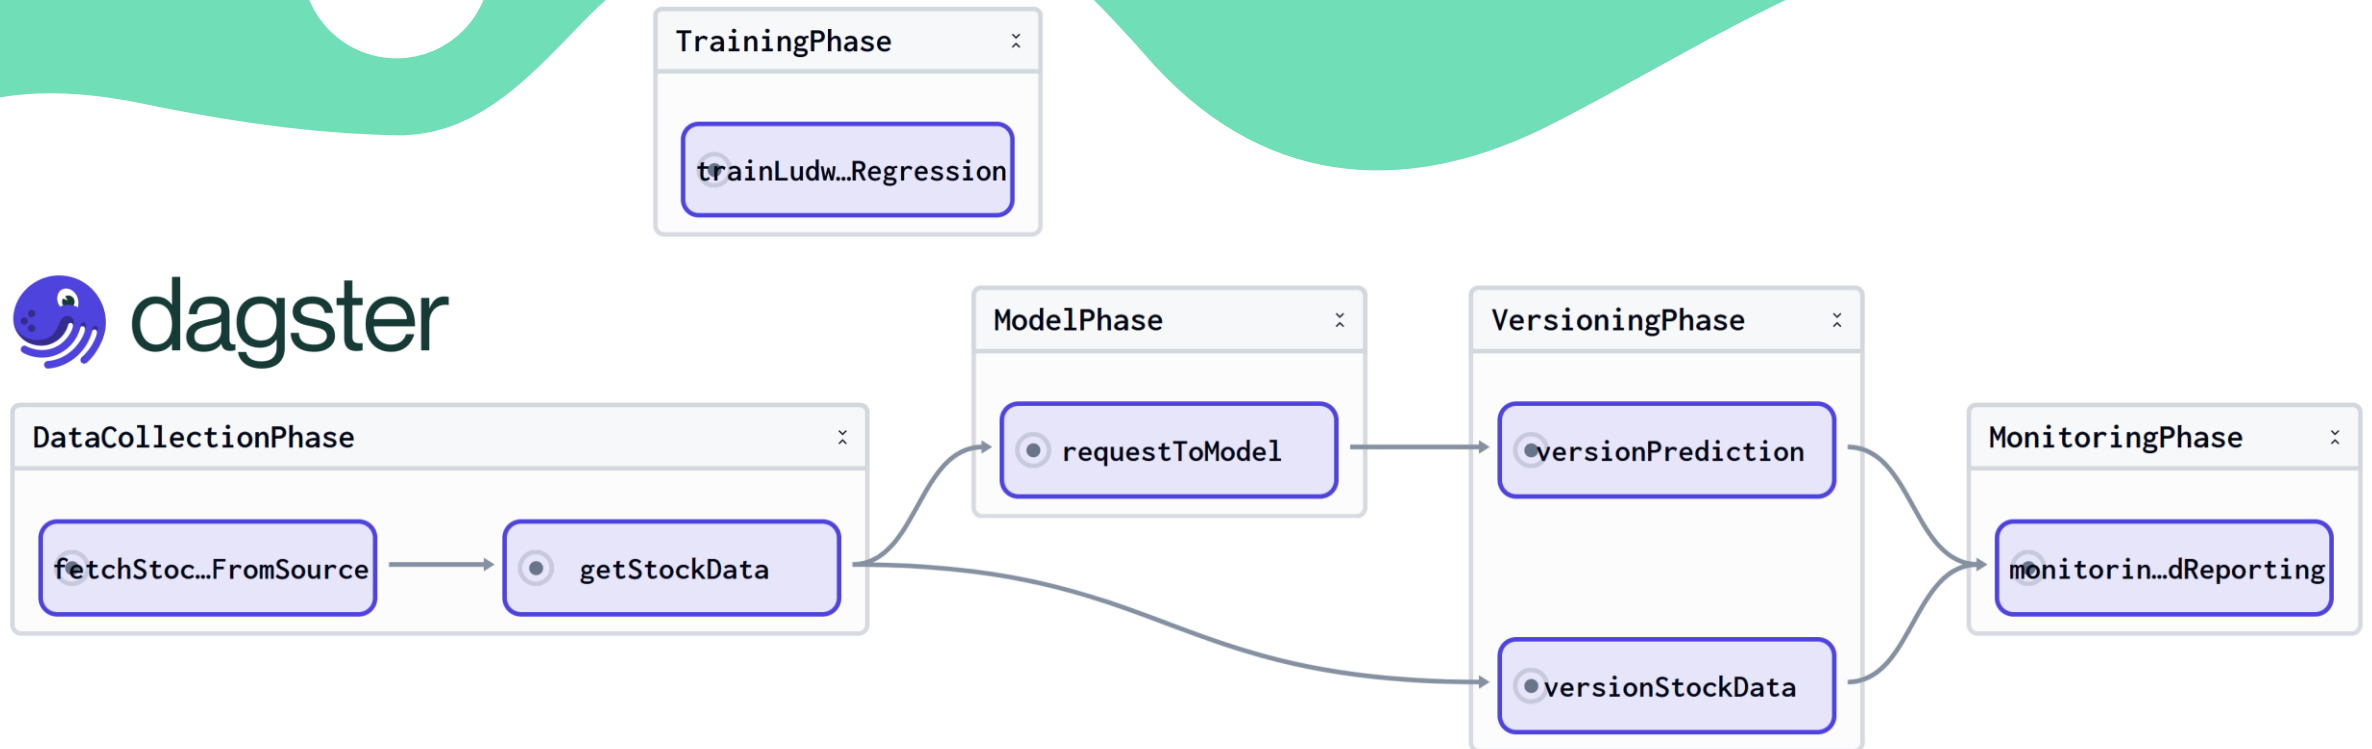 TrainingPhase
trainLudw…Regression
dagster
ModelPhase
VersioningPhase
requestToModel
versionPrediction
DataCollectionPhase
MonitoringPhase
fetchStoc…FromSource
getStockData
monitorin…dReporting
versionStockData